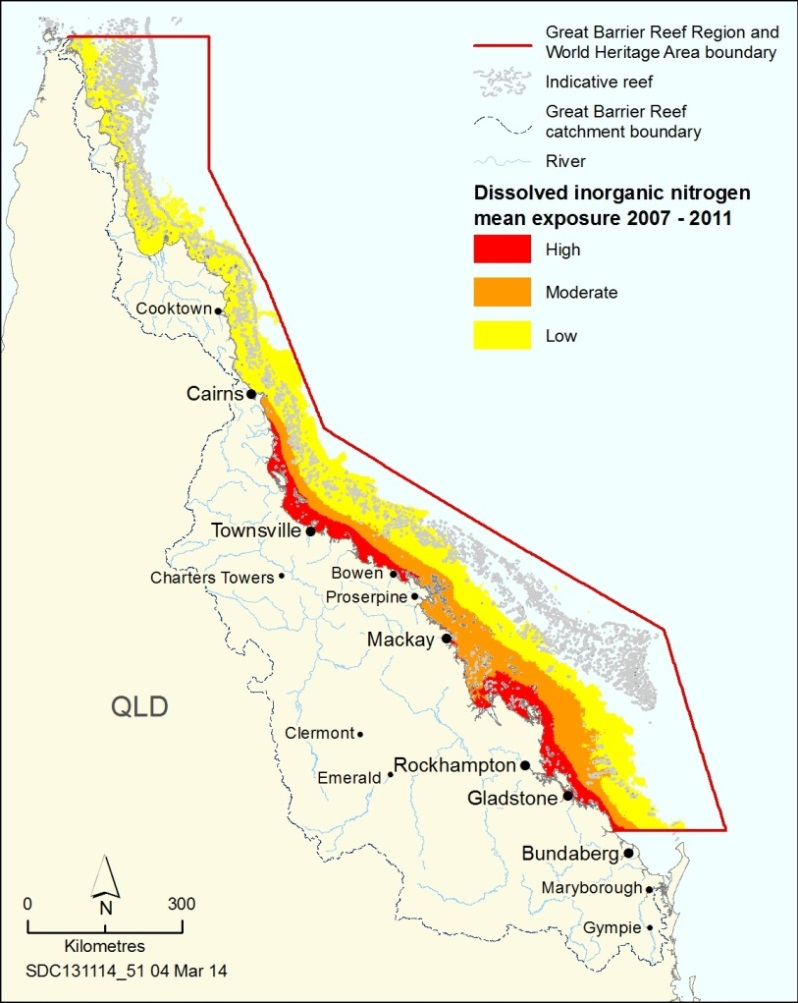 Great Barrier Reef Region and
World Heritage Area boundary
Indicative reef
Great Barrier Reef
catchment boundary
River
Dissolved inorganic nitrogen
mean exposure 2007 - 2011
High
Moderate
Low
Cooktown
Cairns
Townsville
Charters Towers
Bowen
Proserpine
Mackay
QLD
Clermont
Rockhampton
Emerald
Gladstone
Bundaberg
Maryborough
Gympie
0 300
N
Kilometres
SDC131114_51 04 Mar 14